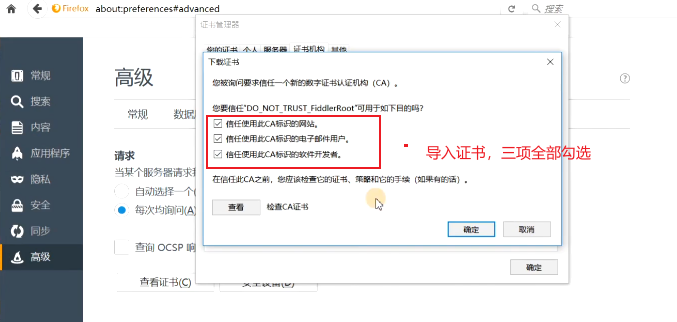 Firefox about:preferences#advanced
搜索
证书管理器
您的证书 个人 服务器 证书机构 其他
下载证书
您被询问要求信任一个新的数字证书认证机构（CA）。
您要信任"DO_NOT_TRUST_FiddlerRoot"可用于如下目的吗?
信任使用此CA标识的网站。
信任使用此CA标识的电子邮件用户。
信任使用此CA标识的软件开发者。
导入证书，三项全部勾选
在信任此CA之前，您应该检查它的证书、策略和它的手续（如果有的话）。
查看 检查CA证书
确定 取消
确定
常规
搜索
内容
应用程序
隐私
安全
同步
高级
高级
常规 数据
请求
当某个服务器请求
自动选择一个(
每次均询问(A)
查询 OCSP 响
查看证书(C) 安全设备(D)